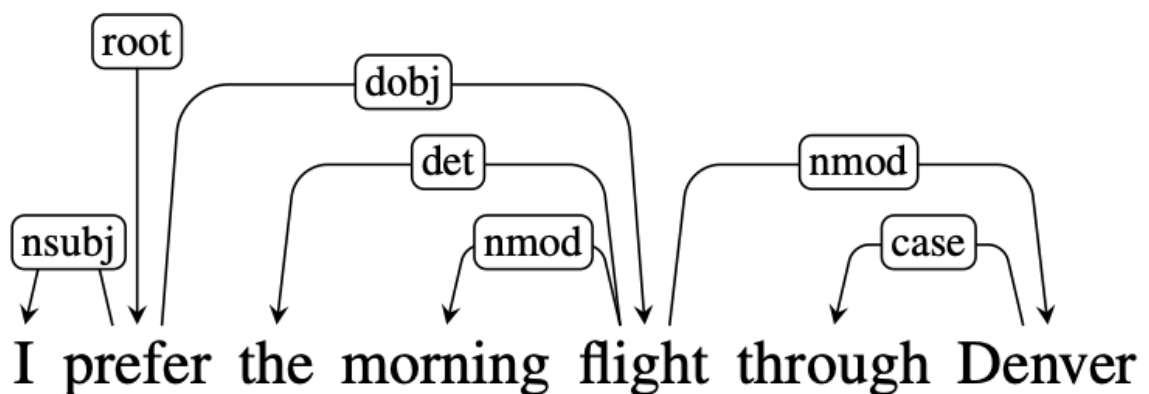 root
dobj
det nmod
nsubj nmod case
I prefer the morning flight through Denver